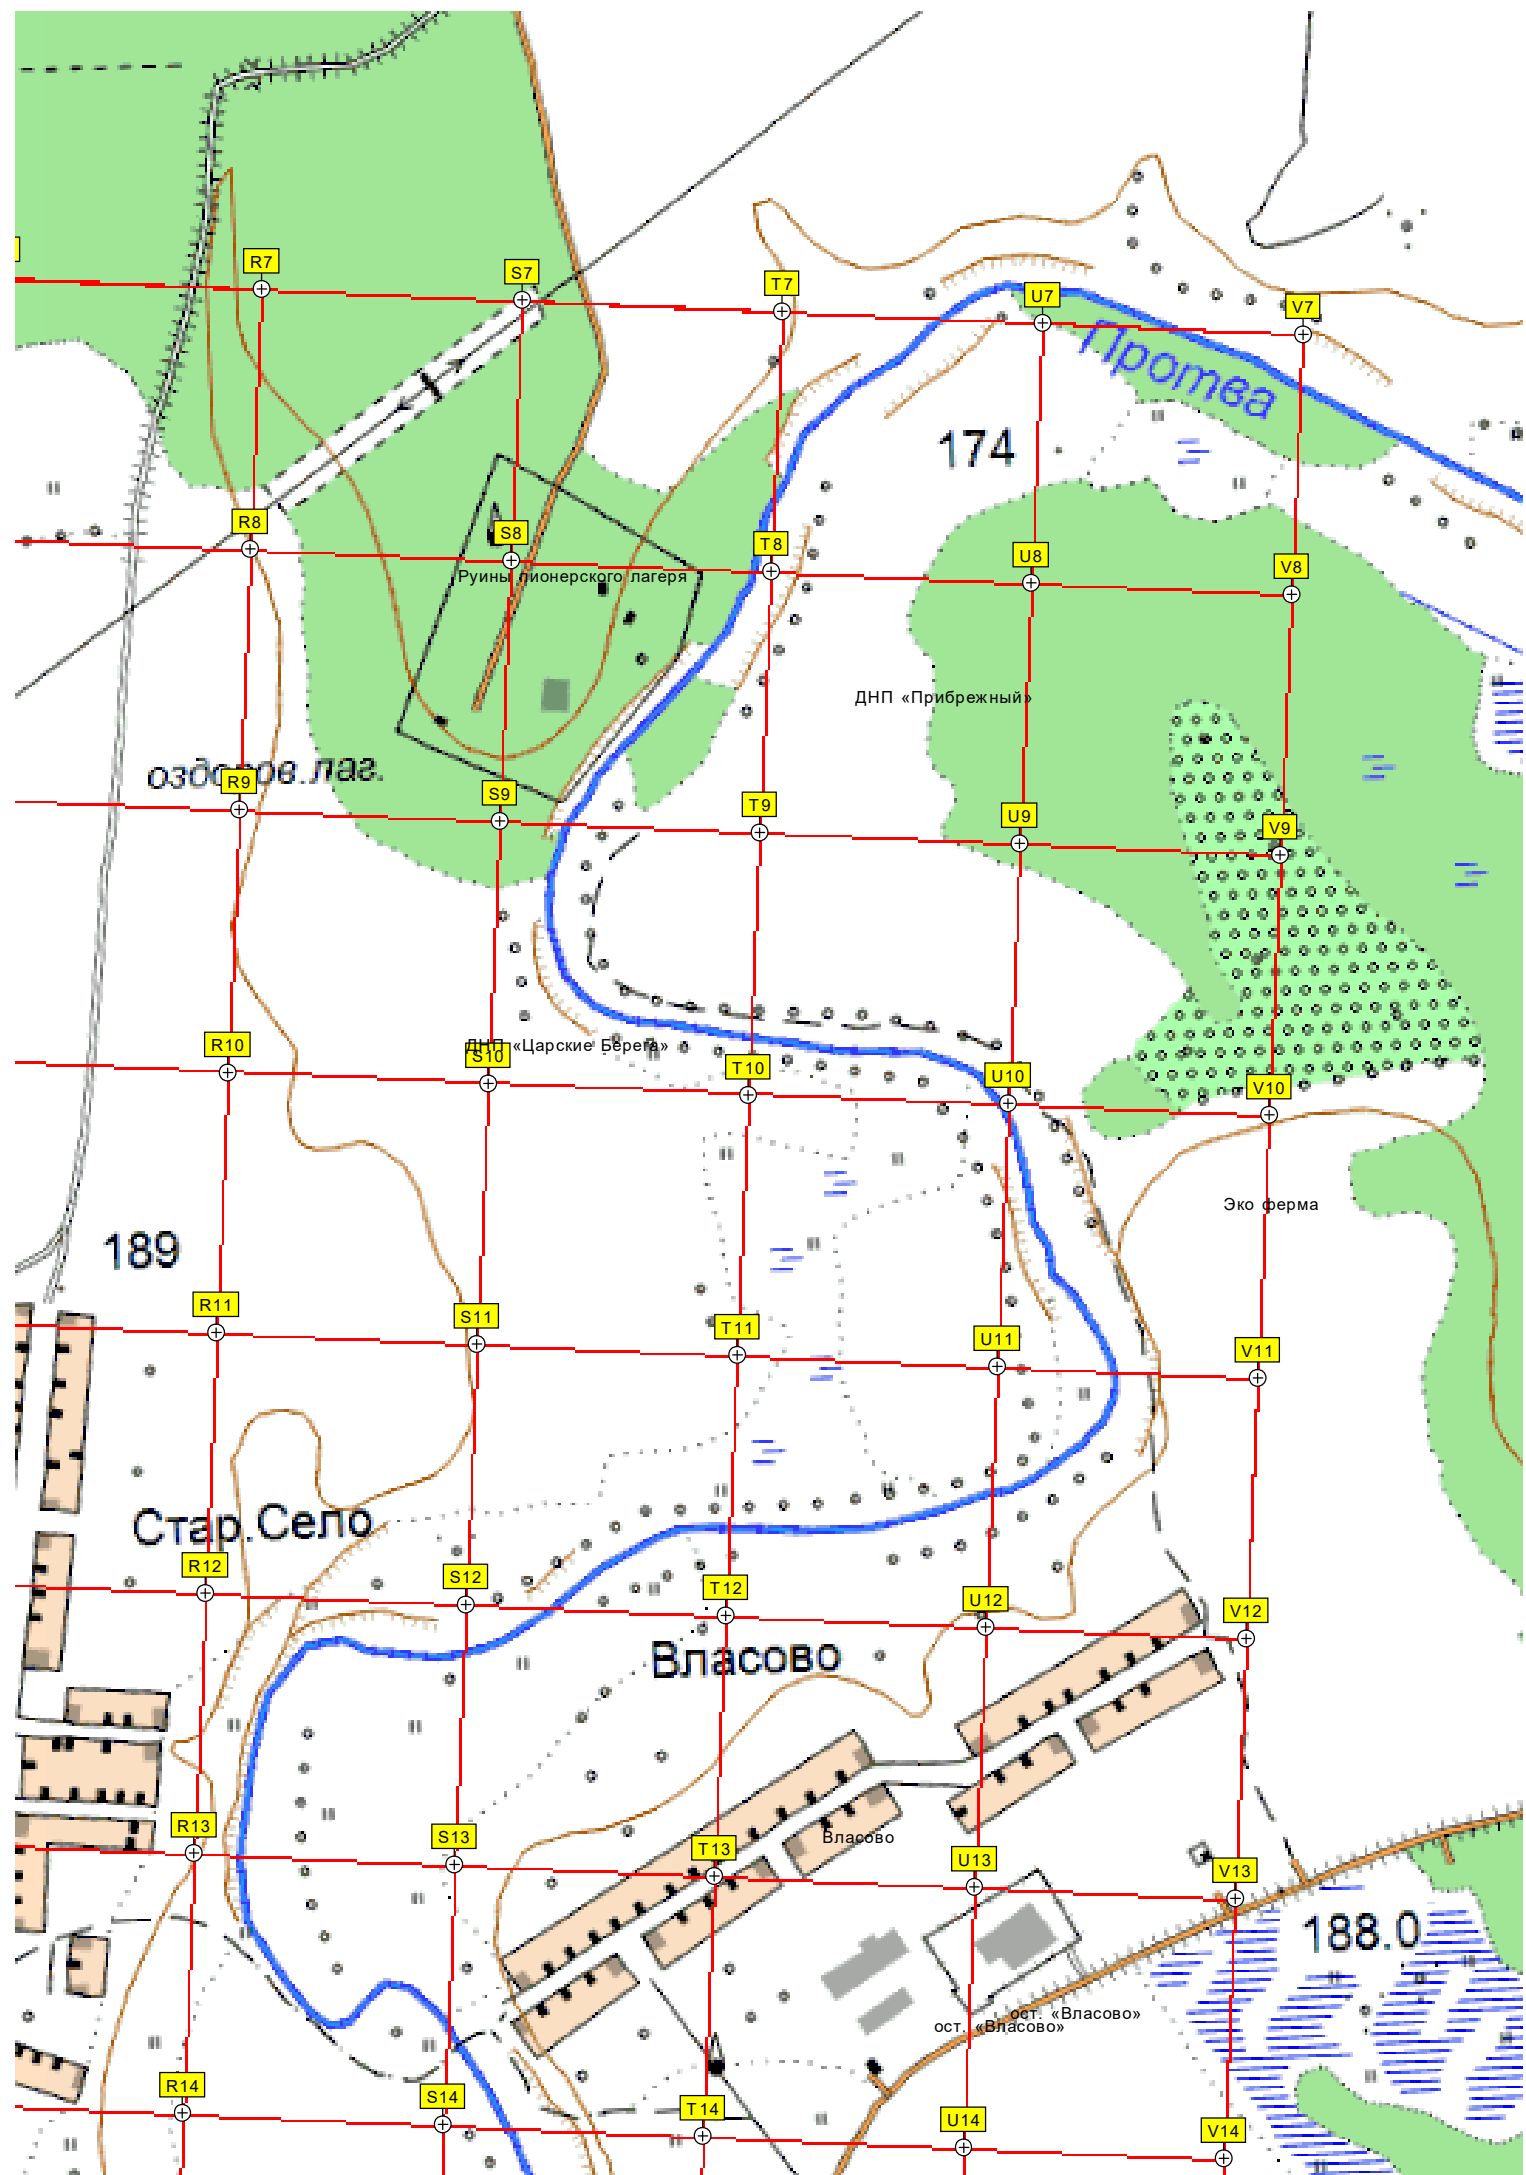 R7
S7
T7
U7
V7
Протва
174
R8
S8
T8
U8
V8
Руины пионерского лагеря
ДНП «Прибрежный»
оздоров.лаг.
R9
S9
T9
U9
V9
R10
ДНП «Царские Берега»
S10
T10
U10
V10
Эко ферма
189
R11
S11
T11
U11
V11
Стар.Село
R12
S12
T12
U12
V12
Власово
R13
S13
T13
Власово
U13
V13
188.0
ост. «Власово»
ост. «Власово»
R14
S14
T14
U14
V14